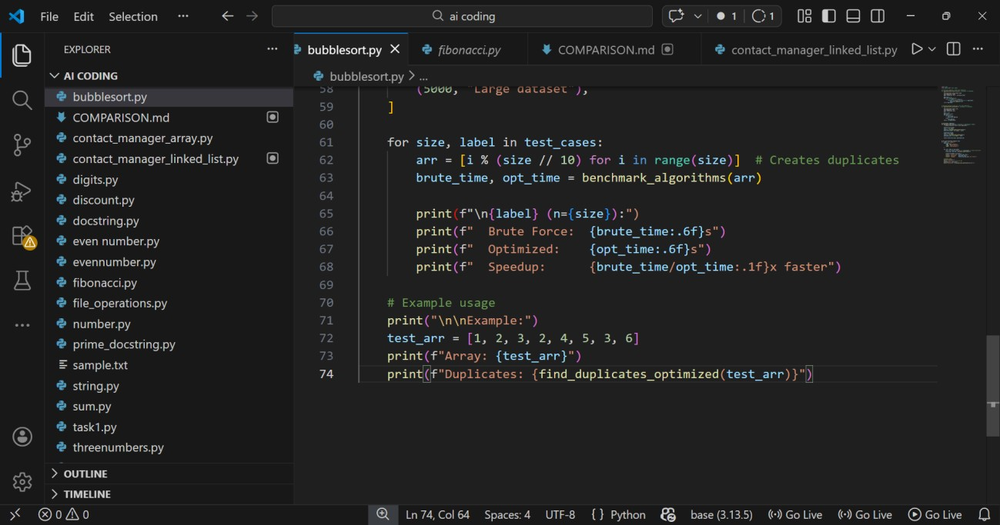 File Edit Selection ··· ai coding 1 1
EXPLORER ···
bubblesort.py fibonacci.py COMPARISON.md contact_manager_linked_list.py ···
AI CODING
bubblesort.py
COMPARISON.md
contact_manager_array.py
contact_manager_linked_list.py
digits.py
discount.py
docstring.py
even number.py
evennumber.py
fibonacci.py
file_operations.py
number.py
prime_docstring.py
sample.txt
string.py
sum.py
task1.py
threenumbers.py
OUTLINE
TIMELINE
bubblesort.py > ...
58 (5000, "Large dataset"),
59 ]
60
61 for size, label in test_cases:
62 arr = [i % (size // 10) for i in range(size)]  # Creates duplicates
63 brute_time, opt_time = benchmark_algorithms(arr)
64
65 print(f"\n{label} (n={size}):")
66 print(f"  Brute Force:  {brute_time:.6f}s")
67 print(f"  Optimized:    {opt_time:.6f}s")
68 print(f"  Speedup:      {brute_time/opt_time:.1f}x faster")
69
70 # Example usage
71 print("\n\nExample:")
72 test_arr = [1, 2, 3, 2, 4, 5, 3, 6]
73 print(f"Array: {test_arr}")
74 print(f"Duplicates: {find_duplicates_optimized(test_arr)}")
0 0 Ln 74, Col 64 Spaces: 4 UTF-8 {} Python base (3.13.5) Go Live Go Live Go Live